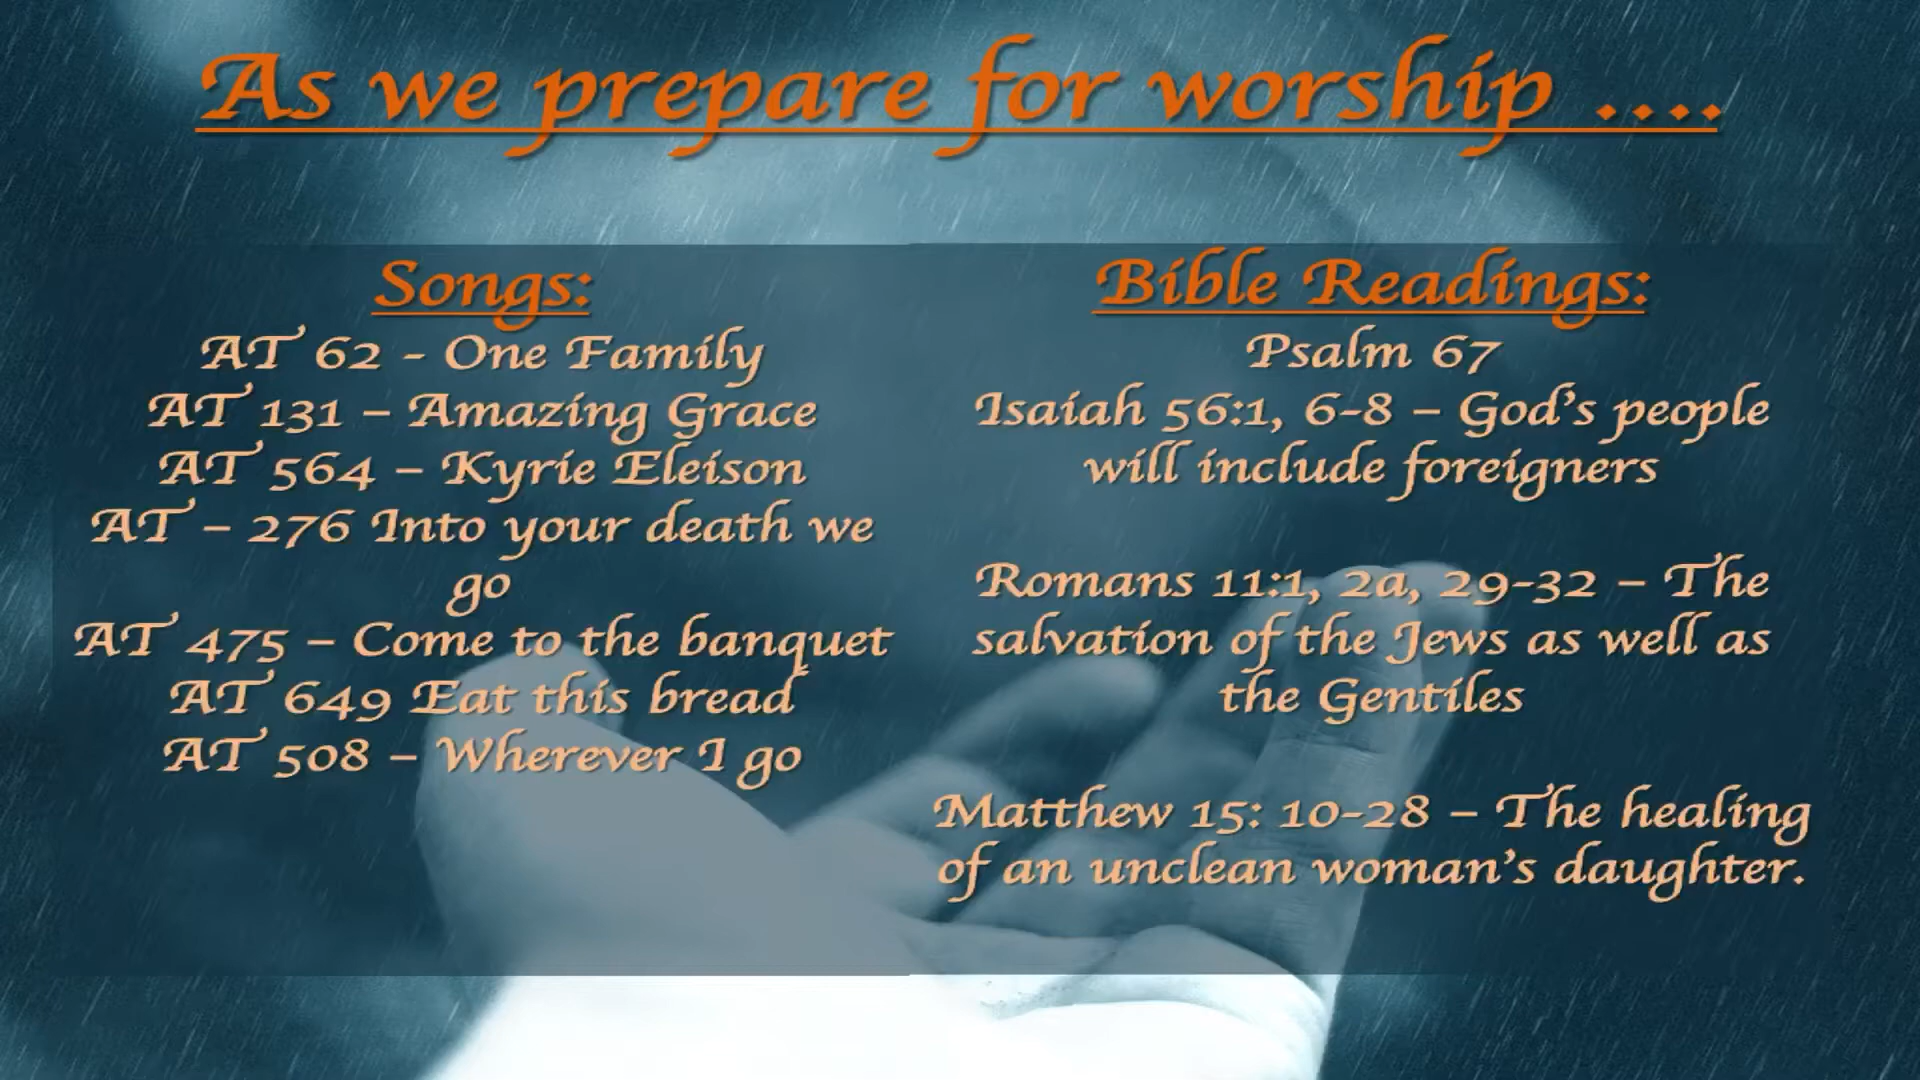 As we prepare for worship ....
Songs:
AT 62 - One Family
AT 131 – Amazing Grace
AT 564 – Kyrie Eleison
AT – 276 Into your death we
go
AT 475 – Come to the banquet
AT 649 Eat this bread
AT 508 – Wherever I go
Bible Readings:
Psalm 67
Isaiah 56:1, 6-8 – God’s people
will include foreigners
Romans 11:1, 2a, 29-32 – The
salvation of the Jews as well as
the Gentiles
Matthew 15: 10-28 – The healing
of an unclean woman’s daughter.